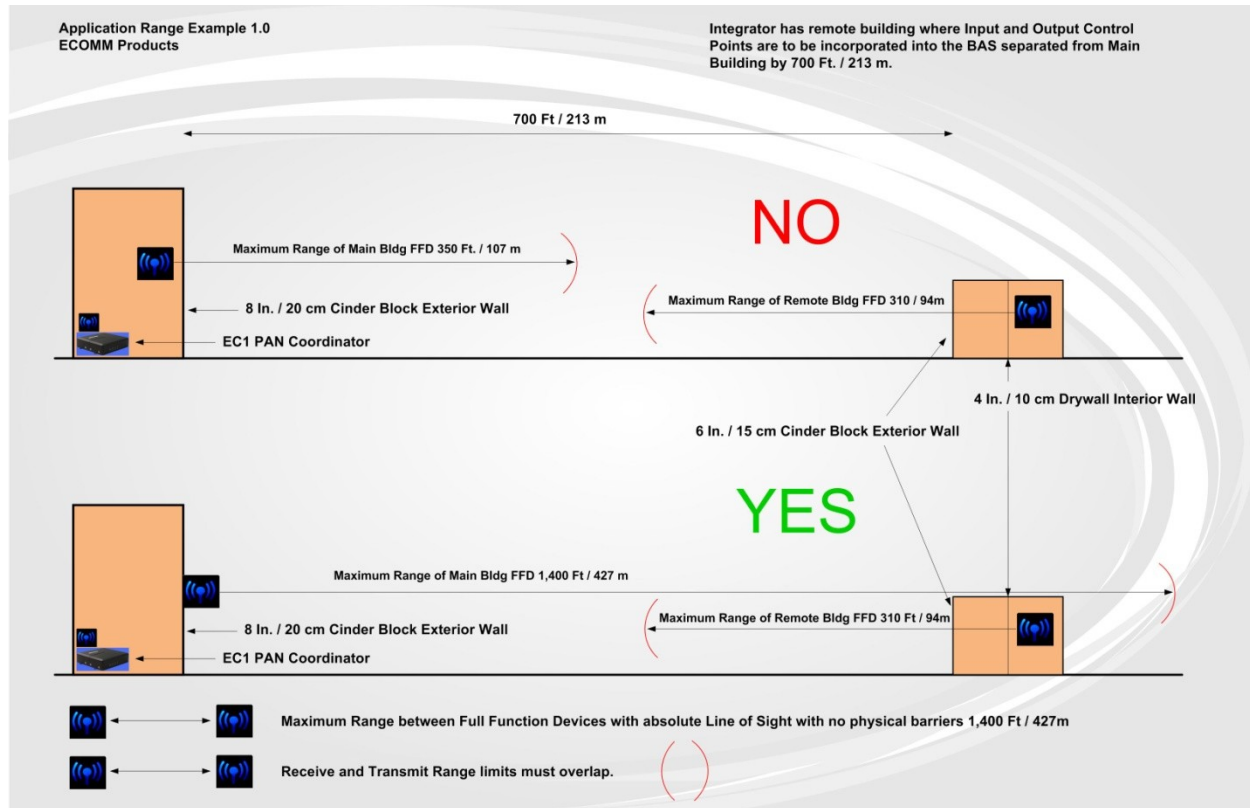 Application Range Example 1.0
ECOMM Products
Integrator has remote building where Input and Output Control
Points are to be incorporated into the BAS separated from Main
Building by 700 Ft. / 213 m.
700 Ft / 213 m
NO
Maximum Range of Main Bldg FFD 350 Ft. / 107 m
Maximum Range of Remote Bldg FFD 310 / 94m
8 In. / 20 cm Cinder Block Exterior Wall
EC1 PAN Coordinator
4 In. / 10 cm Drywall Interior Wall
6 In. / 15 cm Cinder Block Exterior Wall
YES
Maximum Range of Main Bldg FFD 1,400 Ft / 427 m
Maximum Range of Remote Bldg FFD 310 Ft / 94m
8 In. / 20 cm Cinder Block Exterior Wall
EC1 PAN Coordinator
Maximum Range between Full Function Devices with absolute Line of Sight with no physical barriers 1,400 Ft / 427m
Receive and Transmit Range limits must overlap.